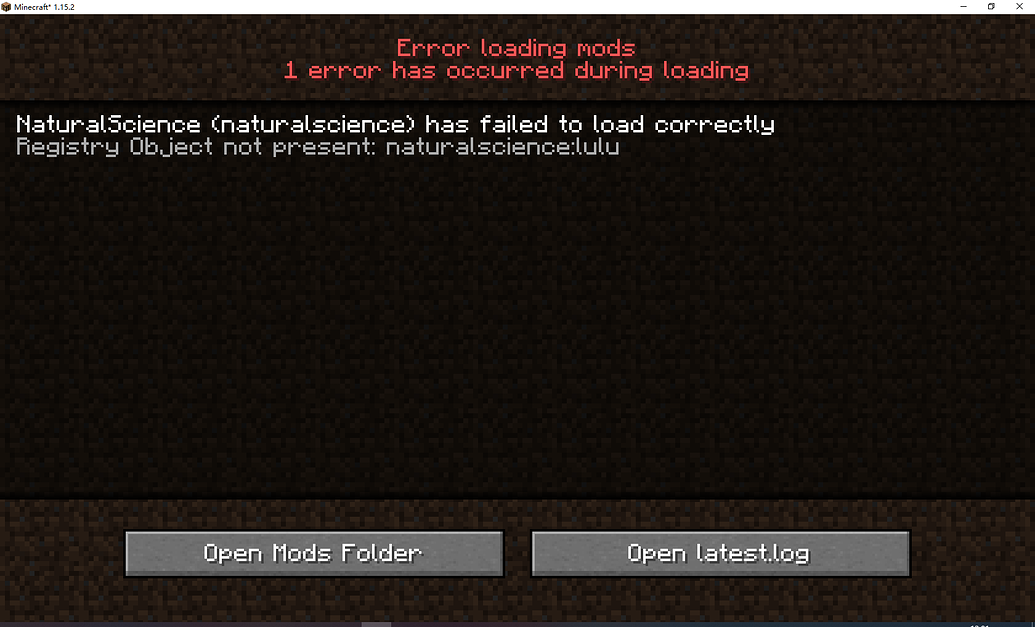 Minecraft* 1.15.2
Error loading mods
1 error has occurred during loading
NaturalScience (naturalscience) has failed to load correctly
Registry Object not present: naturalscience:lulu
Open Mods Folder
Open latest.log